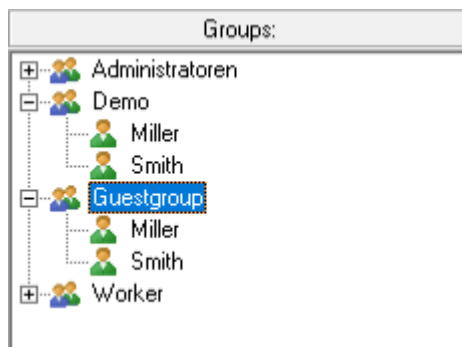 Groups:
Administratoren
Demo
Miller
Smith
Guestgroup
Miller
Smith
Worker